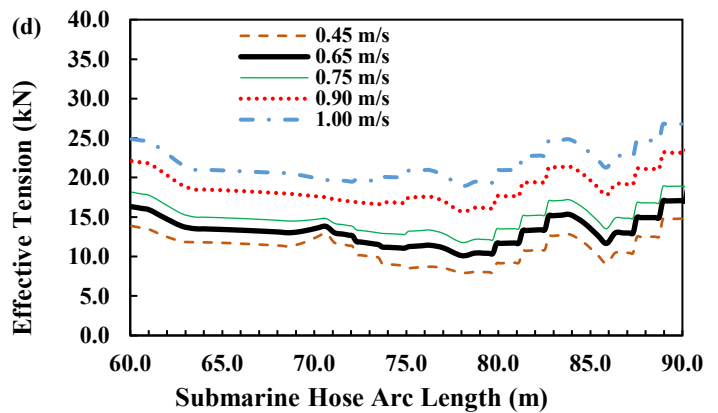 (d)
0.45 m/s
0.65 m/s
0.75 m/s
0.90 m/s
1.00 m/s
Effective Tension (kN)
40.0
35.0
30.0
25.0
20.0
15.0
10.0
5.0
0.0
60.0 65.0 70.0 75.0 80.0 85.0 90.0
Submarine Hose Arc Length (m)